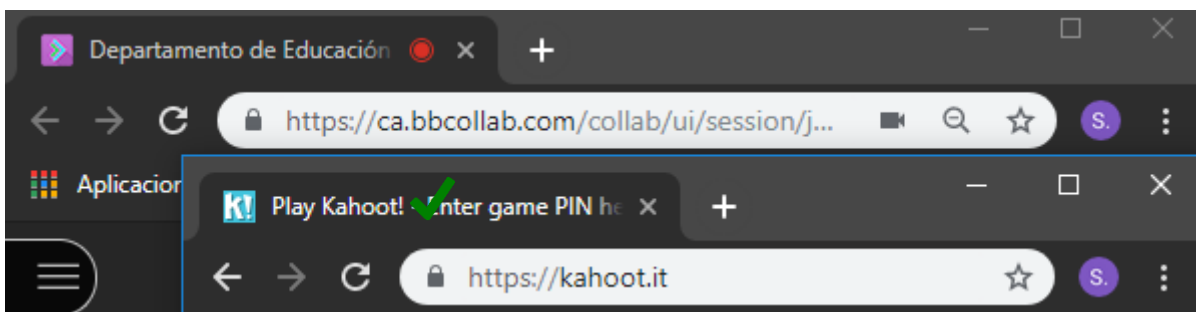 Departamento de Educación
https://ca.bbcollab.com/collab/ui/session/j...
S.
Aplicacion
K! Play Kahoot! - Enter game PIN he
https://kahoot.it
S.